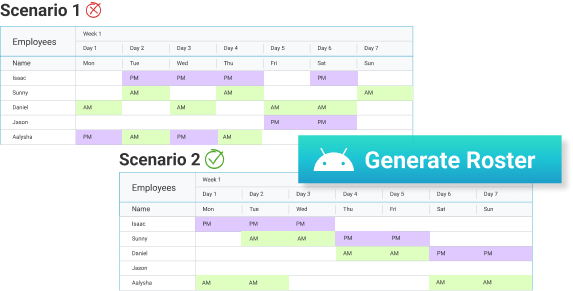 Scenario 1
Employees Week 1
Day 1 Day 2 Day 3 Day 4 Day 5 Day 6 Day 7
Name Mon Tue Wed Thu Fri Sat Sun
Isaac PM PM PM PM
Sunny AM AM AM
Daniel AM AM AM AM
Jason PM PM
Aalysha PM AM PM AM
Scenario 2
Generate Roster
Employees Week 1
Day 1 Day 2 Day 3 Day 4 Day 5 Day 6 Day 7
Name Mon Tue Wed Thu Fri Sat Sun
Isaac PM PM PM
Sunny AM AM PM PM
Daniel AM AM PM PM
Jason
Aalysha AM AM AM AM